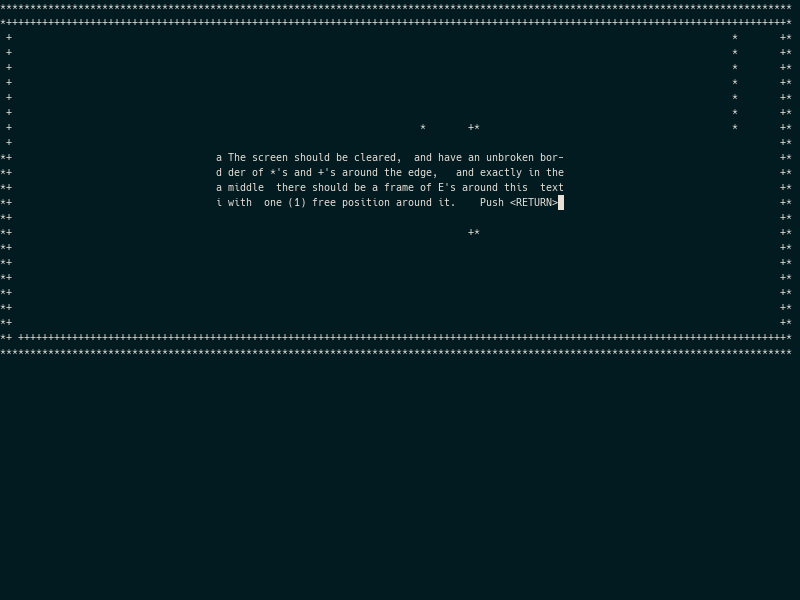 ************************************************************************************************************************************
*++++++++++++++++++++++++++++++++++++++++++++++++++++++++++++++++++++++++++++++++++++++++++++++++++++++++++++++++++++++++++++++++++*
 + * +*
 + * +*
 + * +*
 + * +*
 + * +*
 + * +*
 + * +* * +*
 + +*
*+ a The screen should be cleared,  and have an unbroken bor- +*
*+ d der of *'s and +'s around the edge,   and exactly in the +*
*+ a middle  there should be a frame of E's around this  text +*
*+ i with  one (1) free position around it.    Push <RETURN> +*
*+ +*
*+ +* +*
*+ +*
*+ +*
*+ +*
*+ +*
*+ +*
*+ +*
*+ ++++++++++++++++++++++++++++++++++++++++++++++++++++++++++++++++++++++++++++++++++++++++++++++++++++++++++++++++++++++++++++++++*
************************************************************************************************************************************